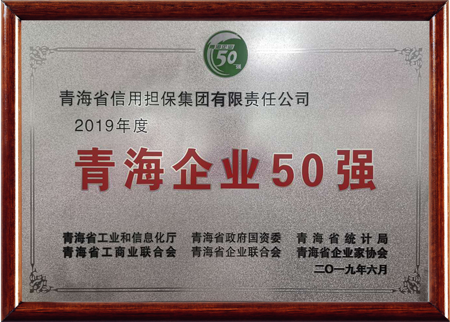 50
青海省信用担保集团有限责任公司
2019年度
青海企业50强
青海省工业和信息化厅 青海省政府国资委 青海省统计局
青海省工商业联合会 青海省企业联合会 青海省企业家协会
二〇一九年六月